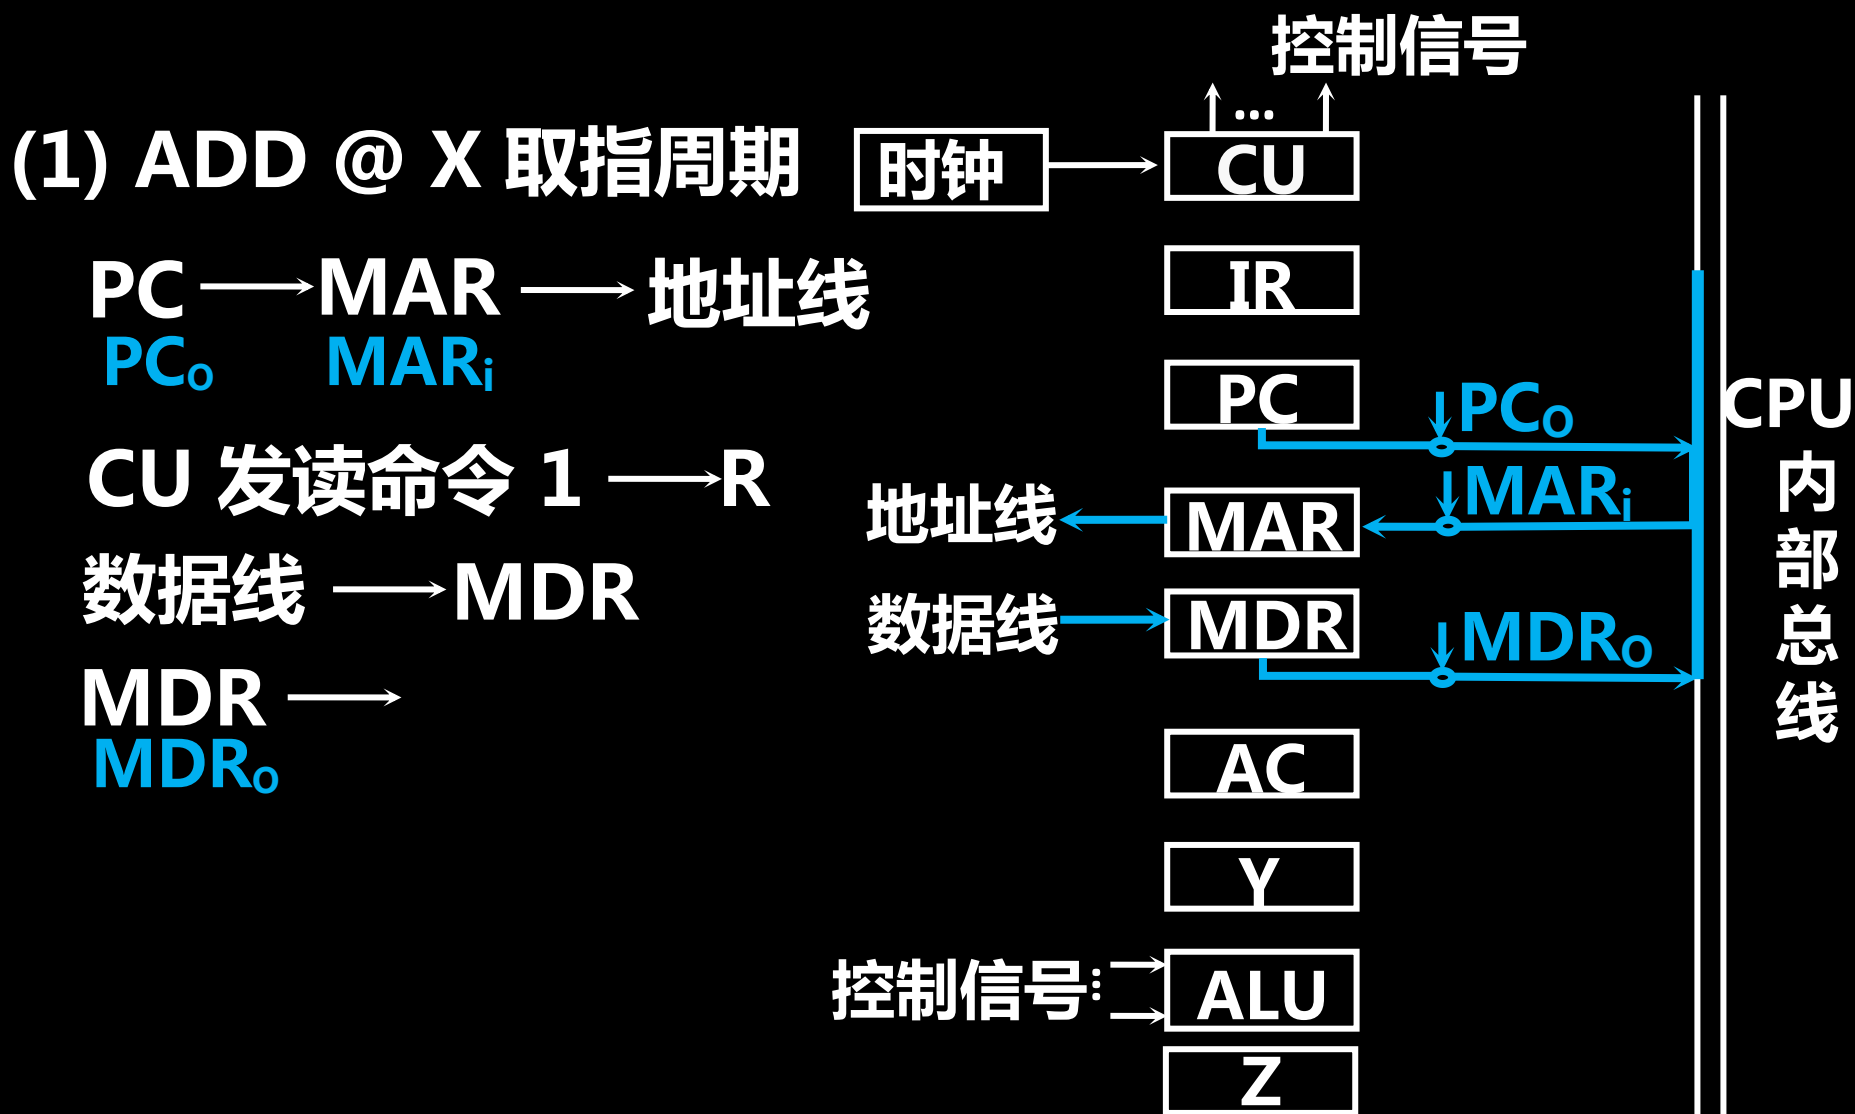 控制信号
...
(1) ADD @ X 取指周期
时钟
CU
PC MAR 地址线
PCO MARi
IR
PC
PCO
CPU
内
部
总
线
CU 发读命令 1 R
地址线
MAR
MARi
数据线 MDR
数据线
MDR
MDRO
MDR
MDRO
AC
Y
控制信号
...
ALU
Z